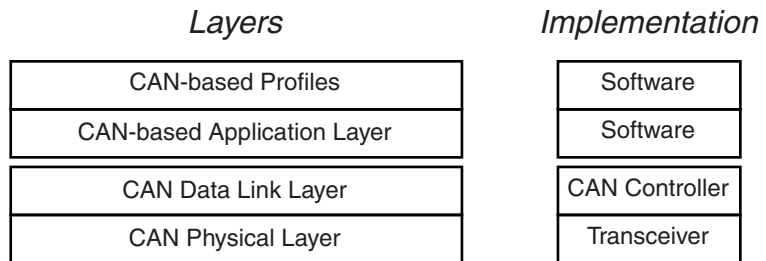 Layers Implementation
CAN-based Profiles Software
CAN-based Application Layer Software
CAN Data Link Layer CAN Controller
CAN Physical Layer Transceiver